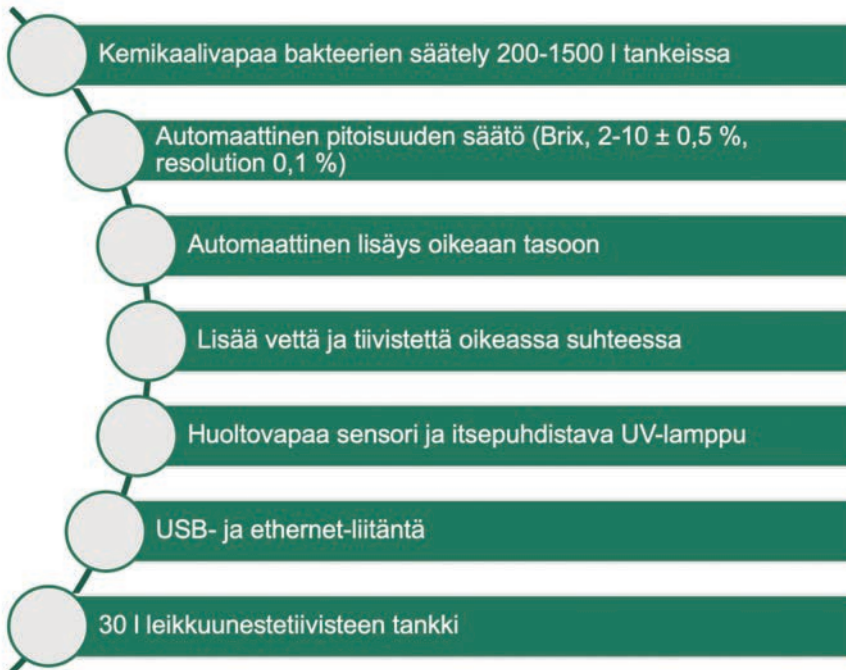 Kemikaalivapaa bakteerien säätely 200-1500 l tankeissa
Automaattinen pitoisuuden säätö (Brix, 2-10 ± 0,5 %,
resolution 0,1 %)
Automaattinen lisäys oikeaan tasoon
Lisää vettä ja tiivistettä oikeassa suhteessa
Huoltovapaa sensori ja itsepuhdistava UV-lamppu
USB- ja ethernet-liitäntä
30 l leikkuunestetiivisteen tankki